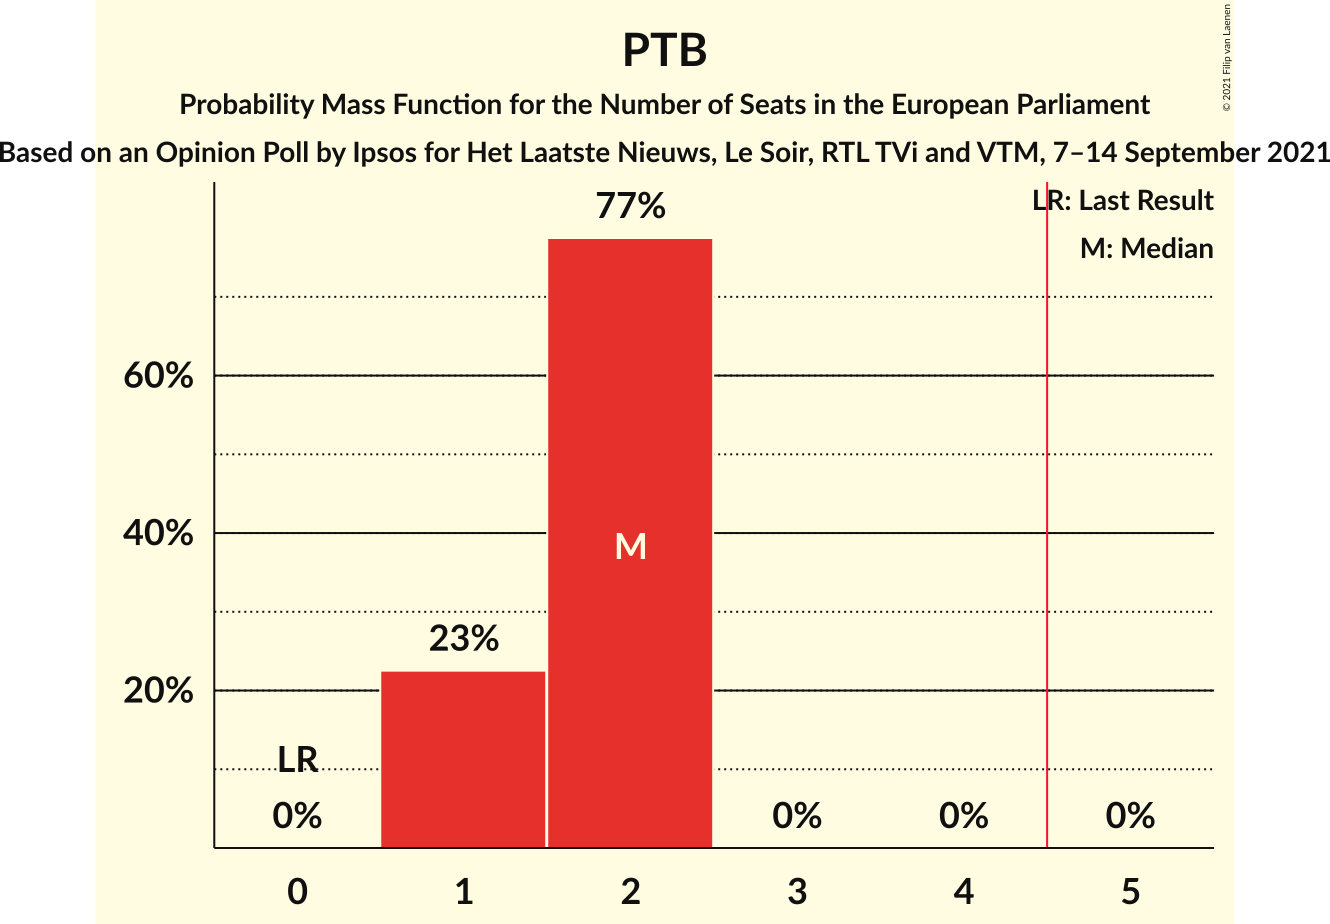 PTB
Probability Mass Function for the Number of Seats in the European Parliament
Based on an Opinion Poll by Ipsos for Het Laatste Nieuws, Le Soir, RTL TVi and VTM, 7–14 September 2021
© 2021 Filip van Laenen
LR: Last Result
M: Median
77%
60%
40%
M
23%
20%
LR
0% 0% 0% 0%
0 1 2 3 4 5